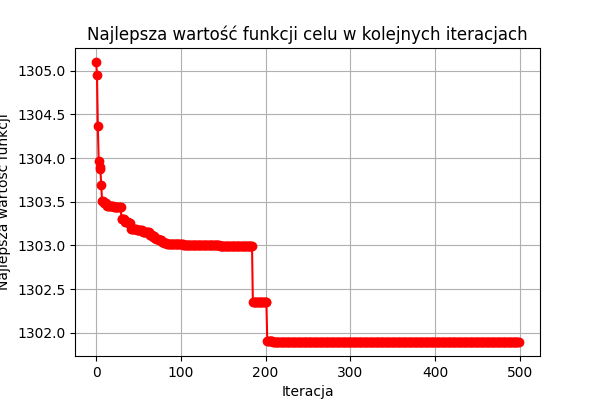 Najlepsza wartość funkcji celu w kolejnych iteracjach
1305.0
1304.5
1304.0
1303.5
1303.0
1302.5
1302.0
Najlepsza wartość funkcji
0 100 200 300 400 500
Iteracja